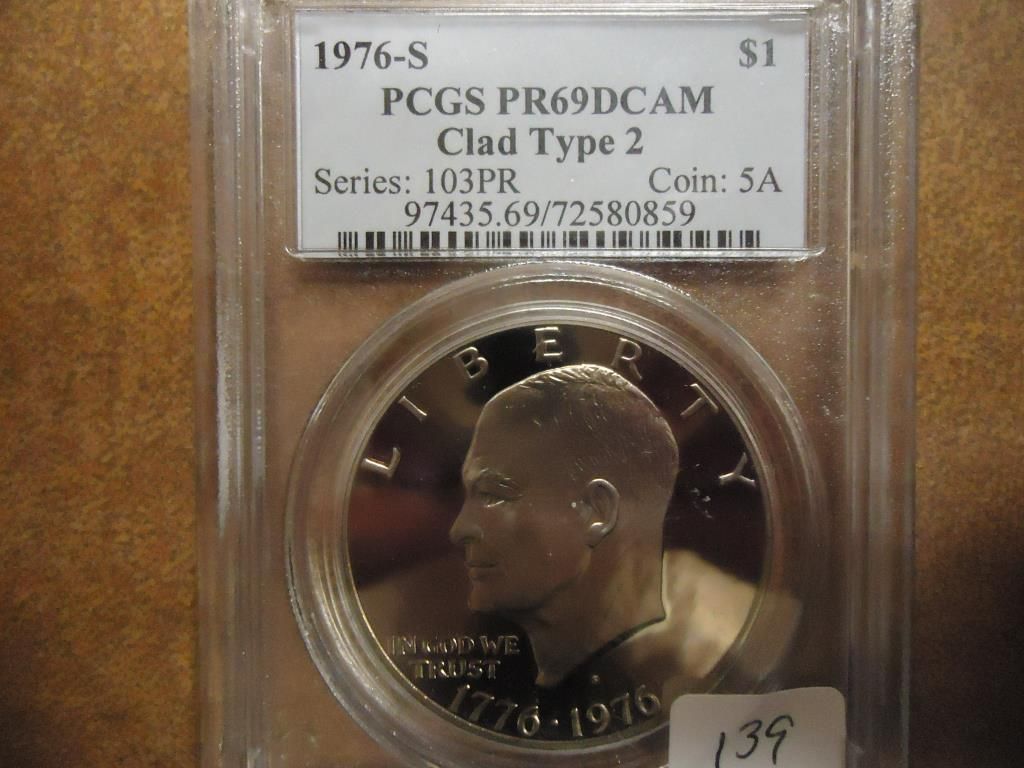 1976-S $1
PCGS PR69DCAM
Clad Type 2
Series: 103PR Coin: 5A
97435.69/72580859
LIBERTY
IN GOD WE
TRUST
1776·1976
139